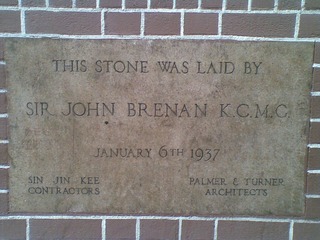 THIS STONE WAS LAID BY
SIR JOHN BRENAN K.C.M.G.
JANUARY 6TH 1937
SIN JIN KEE
CONTRACTORS
PALMER & TURNER
ARCHITECTS